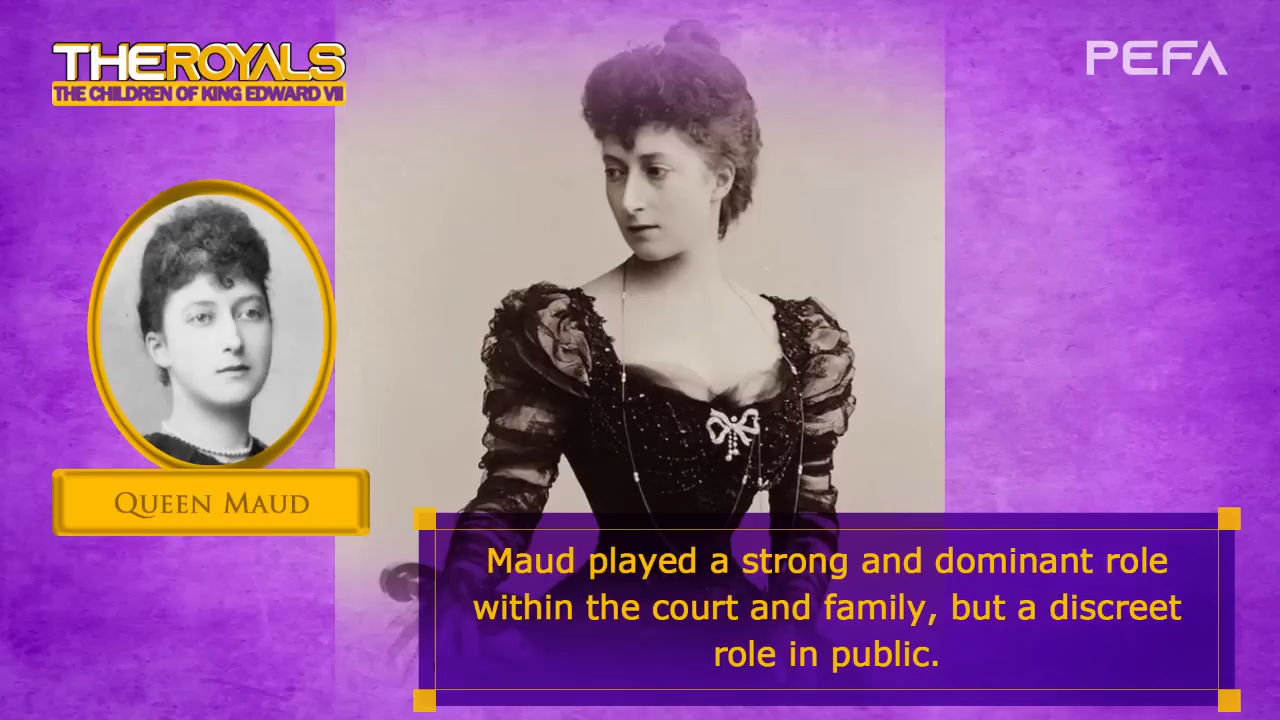 THEROYALS
THE CHILDREN OF KING EDWARD VII
PEFA
QUEEN MAUD
Maud played a strong and dominant role
within the court and family, but a discreet
role in public.